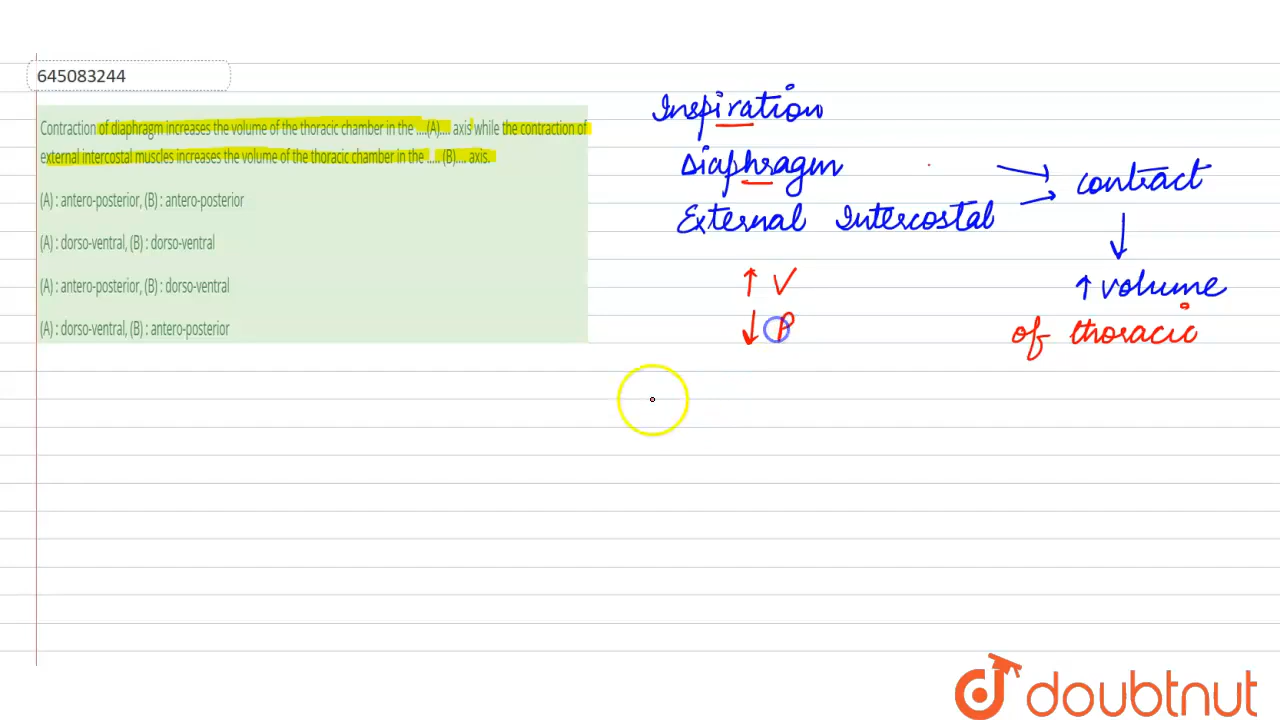 645083244
Contraction of diaphragm increases the volume of the thoracic chamber in the ....(A).... axis while the contraction of
external intercostal muscles increases the volume of the thoracic chamber in the ..... (B).... axis.
(A) : antero-posterior, (B) : antero-posterior
(A) : dorso-ventral, (B) : dorso-ventral
(A) : antero-posterior, (B) : dorso-ventral
(A) : dorso-ventral, (B) : antero-posterior
Inspiration
Diaphragm
External Intercostal
contract
↑ V
↓ P
↑ volume
of thoracic
doubtnut